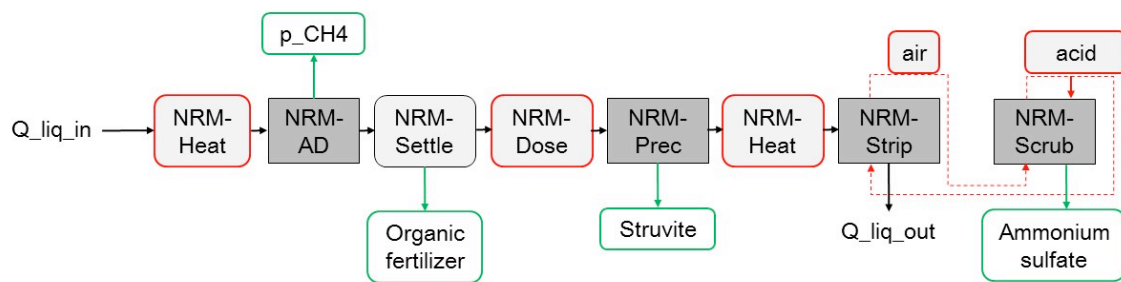 p_CH4
air
acid
Q_liq_in
NRM-
Heat
NRM-
AD
NRM-
Settle
NRM-
Dose
NRM-
Prec
NRM-
Heat
NRM-
Strip
NRM-
Scrub
Organic
fertilizer
Struvite
Q_liq_out
Ammonium
sulfate